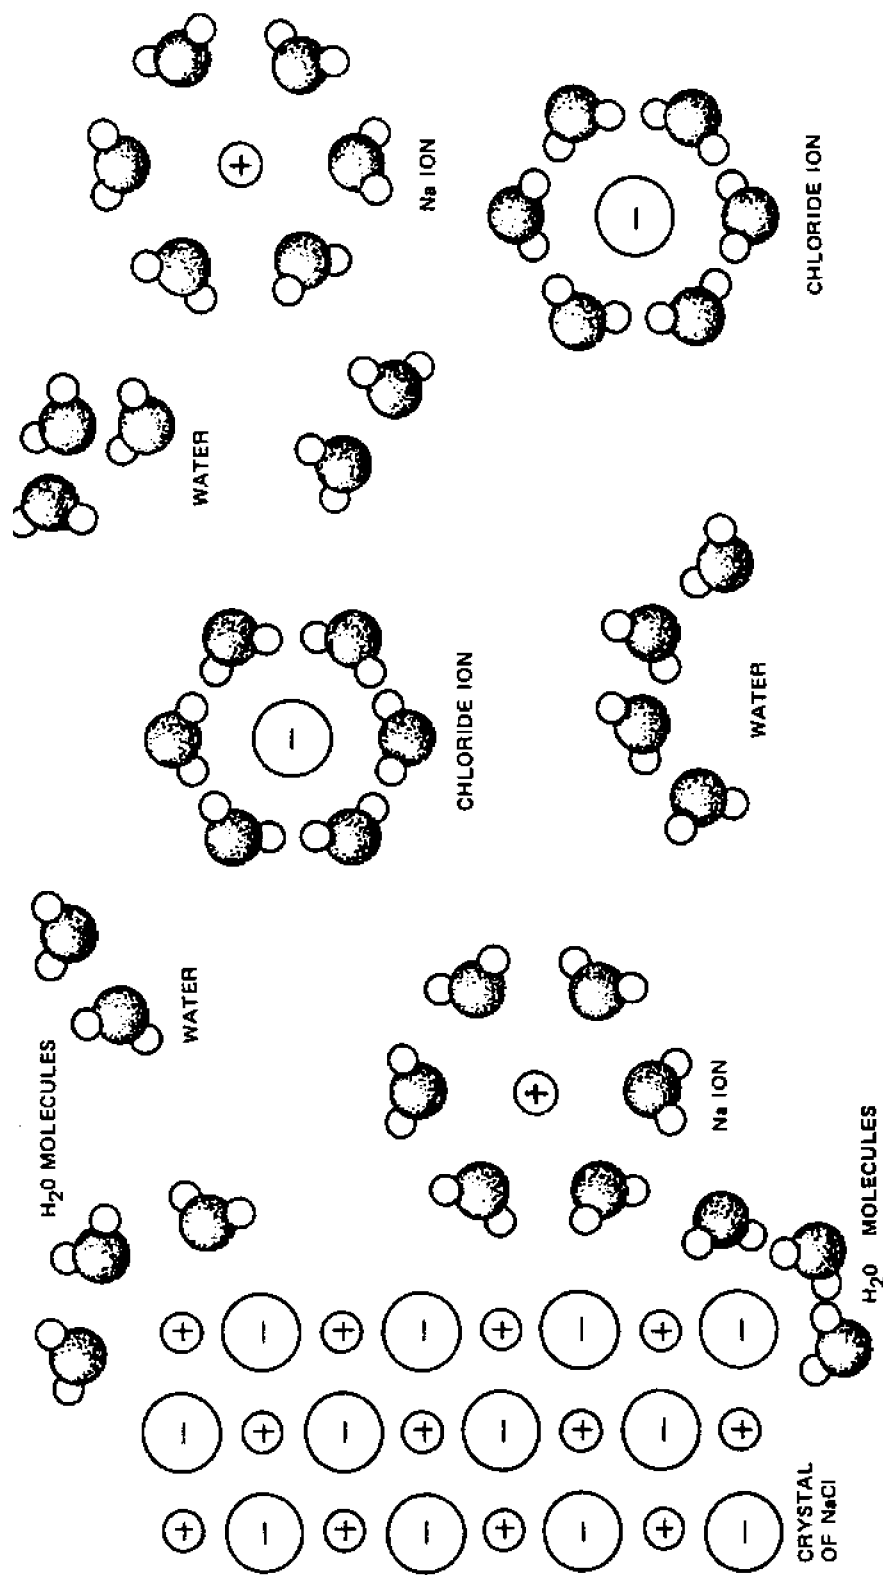 H₂O MOLECULES
WATER
WATER
Na ION
CHLORIDE ION
Na ION
WATER
CHLORIDE ION
CRYSTAL
OF NaCl
H₂O MOLECULES